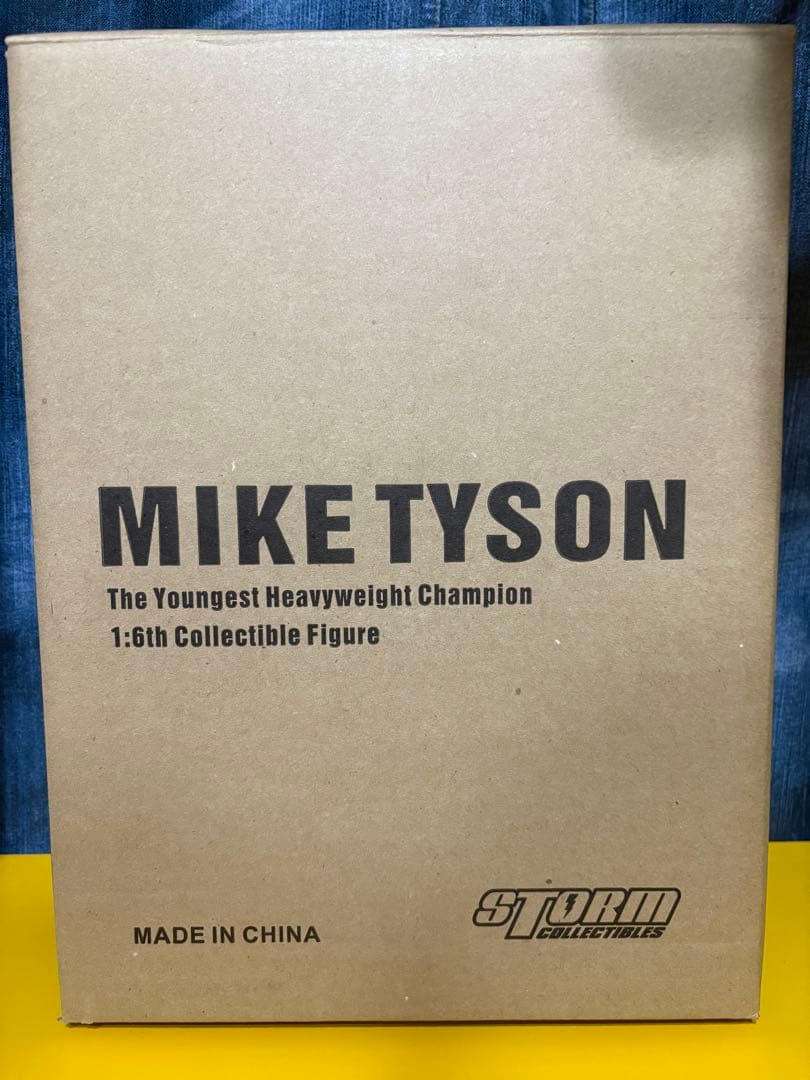 MIKE TYSON
The Youngest Heavyweight Champion
1:6th Collectible Figure
MADE IN CHINA
STORM
COLLECTIBLES